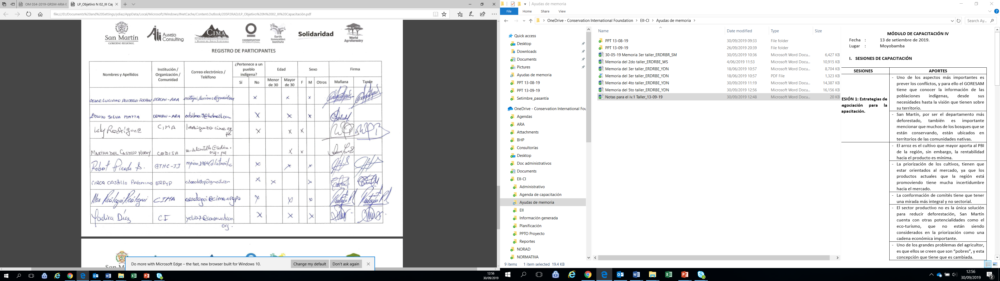 OM 034-2019-GRSM-ARA-I
LP_Objetivo N 02_III Caj
file:///D:/Documents%20and%20Settings/ydiaz/AppData/Local/Microsoft/Windows/INetCache/Content.Outlook/205P2RAD/LP_Objetivo%20N%2002_III%20Capacitación.pdf
San Martín
GOBIERNO REGIONAL
Ausejo Consulting
CIMA
CONSERVATION INTERNATIONAL
Earth Innovation Institute
Solidaridad
World Agroforestry
REGISTRO DE PARTICIPANTES
Nombres y Apellidos
Institución / Organización / Comunidad
Correo electrónico / Teléfono
¿Pertenece a un pueblo indígena?
Edad
Sexo
Firma
Sí
No
Menor de 30
Mayor de 30
F
M
Otros
Mañana
Tarde
CESAR LUCIANO REATEGUI DEACRN-ARA x x x
EDWIN SILVA MATTA DEACRN-ARA edsilma5@hotmail.com x x x
Lily Rodríguez CIMA lrodriguez@cima.org.pe x x x
MARTHA DEL CASTILLO MOREY CEDISA m.delcastillo@cedisa.org.pe x x
Robert Pinedo S. x x x
CIRCA CASTILLO PALOMINO GRPyP x x x
Alex Reátegui Reátegui CIMA x x x
Yadira Díaz CI ydiaz@conservation.org. x x x
Do more with Microsoft Edge – the fast, new browser built for Windows 10.
Change my default
Don't ask again
12:56
30/09/2019
Ayudas de memoria
File
Home
Share
View
OneDrive - Conservation International Foundation > EII-CI > Ayudas de memoria >
Search Ay...
Quick access
Desktop
Downloads
Documents
Pictures
Ayudas de memoria
PPT 13-08-19
PPT 13-09-19
Setimbre_pasantía
OneDrive - Conservation International Fou
Agendas
ARA
Attachments
BHP
Consultorías
Desktop
Doc administrativos
Documents
EII-CI
Administrativo
Agenda de capacitación
Ayudas de memoria
EII
Información generada
Planificación
PPTO Proyecto
Reportes
NORAD
NORMATIVA
Name Date modified Type Size
PPT 13-08-19 30/09/2019 09:33 File folder
PPT 13-09-19 26/09/2019 20:39 File folder
30-05-19 Memoria 3er taller_ERDRBR_SM 30/05/2019 10:36 Microsoft Word Docu... 6,427 KB
Memoria del 2do taller_ERDRBE_WS 4/06/2019 11:53 Microsoft Word Docu... 10,915 KB
Memoria del 3er taller_ERDRBE_YDN 18/06/2019 10:57 Microsoft Word Docu... 8,704 KB
Memoria del 3er taller_ERDRBE_YDN 18/06/2019 10:57 PDF File 1,323 KB
Memoria del 4to taller_ERDRBE_YDN 30/09/2019 11:19 Microsoft Word Docu... 14,387 KB
Memoria del 5to taller_ERDRBE_YDN 30/09/2019 12:56 Microsoft Word Docu... 16,156 KB
Notas para el iv.1 Taller_13-09-19 30/09/2019 12:48 Microsoft Word Docu... 20 KB
9 items 1 item selected 19.4 KB
MÓDULO DE CAPACITACIÓN IV
Fecha : 13 de setiembre de 2019.
Lugar : Moyobamba
I. SESIONES DE CAPACITACIÓN
SESIONES
APORTES
ESIÓN 1: Estrategias de
egociación para la
apacitación.
- Uno de los aspectos más importantes es
prever los conflictos, y para ello el GORESAM
tiene que conocer la información de las
poblaciones indígenas, desde sus
necesidades hasta la visión que tienen sobre
su territorio.
- San Martín, por ser el departamento más
deforestado, también es importante
mencionar que muchos de los bosques que se
están conservando, están ubicados en
territorios de las comunidades nativas.
- El arroz es el cultivo que mayor aporta al PBI
de la región, sin embargo, la rentabilidad
hacia el producto es mínima.
- La priorización de los cultivos, tienen que
estar orientados al mercado, ya que los
productos actuales que la región está
promoviendo tiene mucha incertidumbre
hacia el mercado.
- La conformación de comités tiene que tener
una mirada más integral y no sectorial.
- El sector productivo no es la única solución
para reducir deforestación, San Martín
cuenta con otras potencialidades como el
eco-turismo, que no están siendo
considerados en la priorización como una
cadena económica importante.
- Uno de los grandes problemas del agricultor,
es que ellos se creen que son “pobres”, y esta
concepción que tiene que es cambiada.
12:56
30/09/2019
2